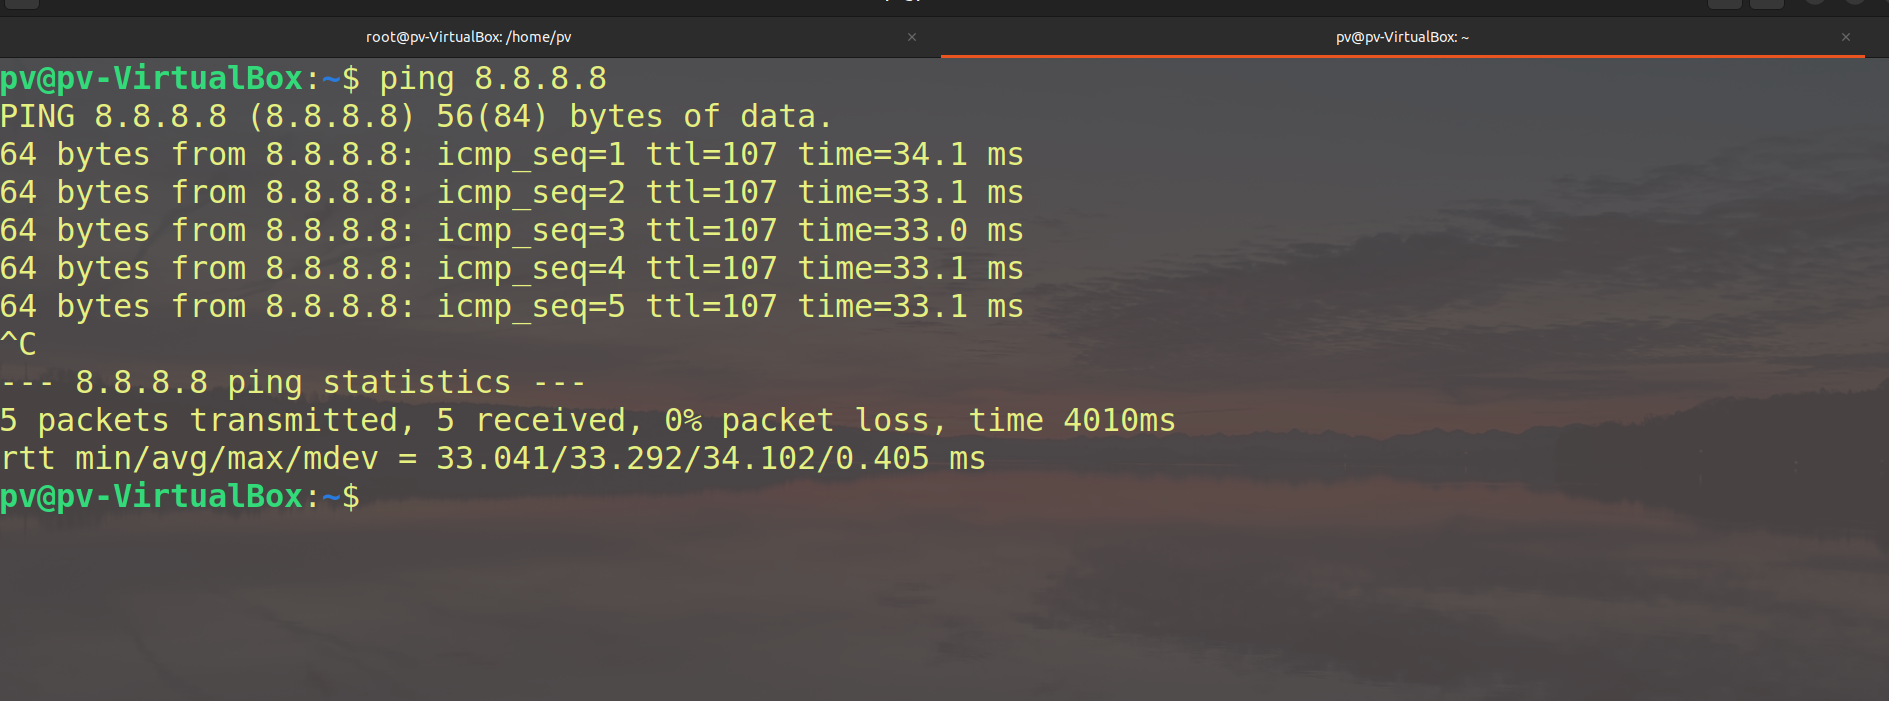 root@pv-VirtualBox: /home/pv
pv@pv-VirtualBox: ~
pv@pv-VirtualBox:~$ ping 8.8.8.8
PING 8.8.8.8 (8.8.8.8) 56(84) bytes of data.
64 bytes from 8.8.8.8: icmp_seq=1 ttl=107 time=34.1 ms
64 bytes from 8.8.8.8: icmp_seq=2 ttl=107 time=33.1 ms
64 bytes from 8.8.8.8: icmp_seq=3 ttl=107 time=33.0 ms
64 bytes from 8.8.8.8: icmp_seq=4 ttl=107 time=33.1 ms
64 bytes from 8.8.8.8: icmp_seq=5 ttl=107 time=33.1 ms
^C
--- 8.8.8.8 ping statistics ---
5 packets transmitted, 5 received, 0% packet loss, time 4010ms
rtt min/avg/max/mdev = 33.041/33.292/34.102/0.405 ms
pv@pv-VirtualBox:~$